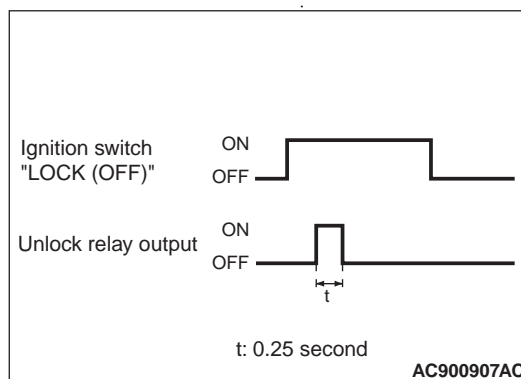 Ignition switch
"LOCK (OFF)"
ON
OFF
Unlock relay output
ON
OFF
t
t: 0.25 second
AC900907AC